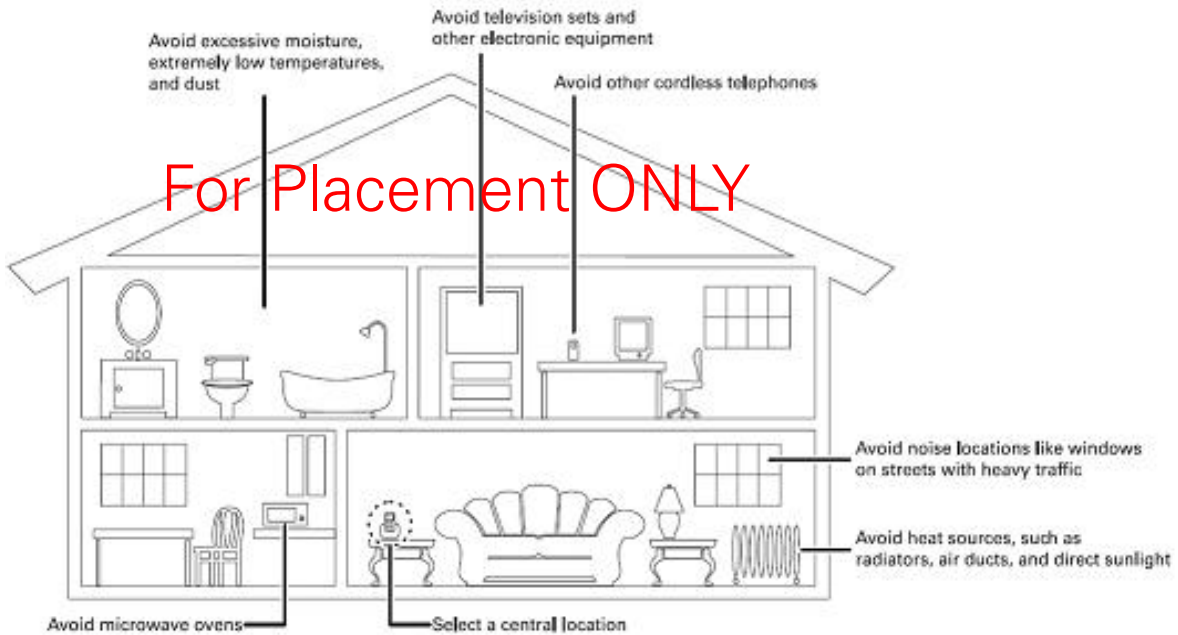 Avoid television sets and
other electronic equipment
Avoid excessive moisture,
extremely low temperatures,
and dust
Avoid other cordless telephones
For Placement ONLY
Avoid noise locations like windows
on streets with heavy traffic
Avoid heat sources, such as
radiators, air ducts, and direct sunlight
Avoid microwave ovens
Select a central location